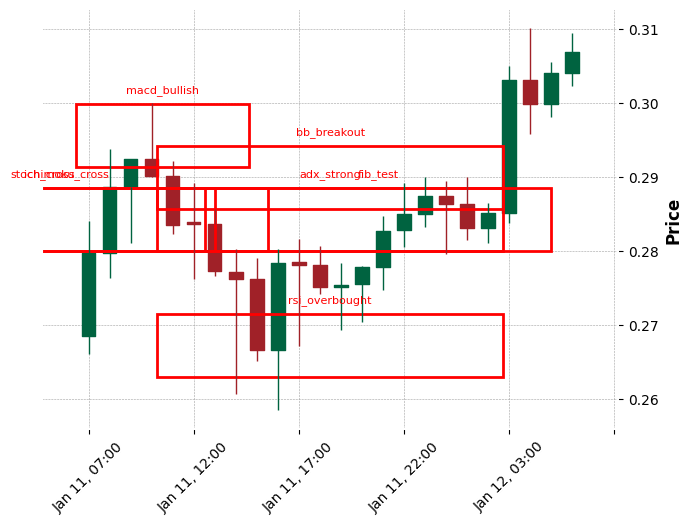 0.31
macd_bullish
0.30
bb_breakout
0.29
adx_strong
fib_test
0.28
rsi_overbought
0.27
0.26
Price
Jan 11, 07:00
Jan 11, 12:00
Jan 11, 17:00
Jan 11, 22:00
Jan 12, 03:00